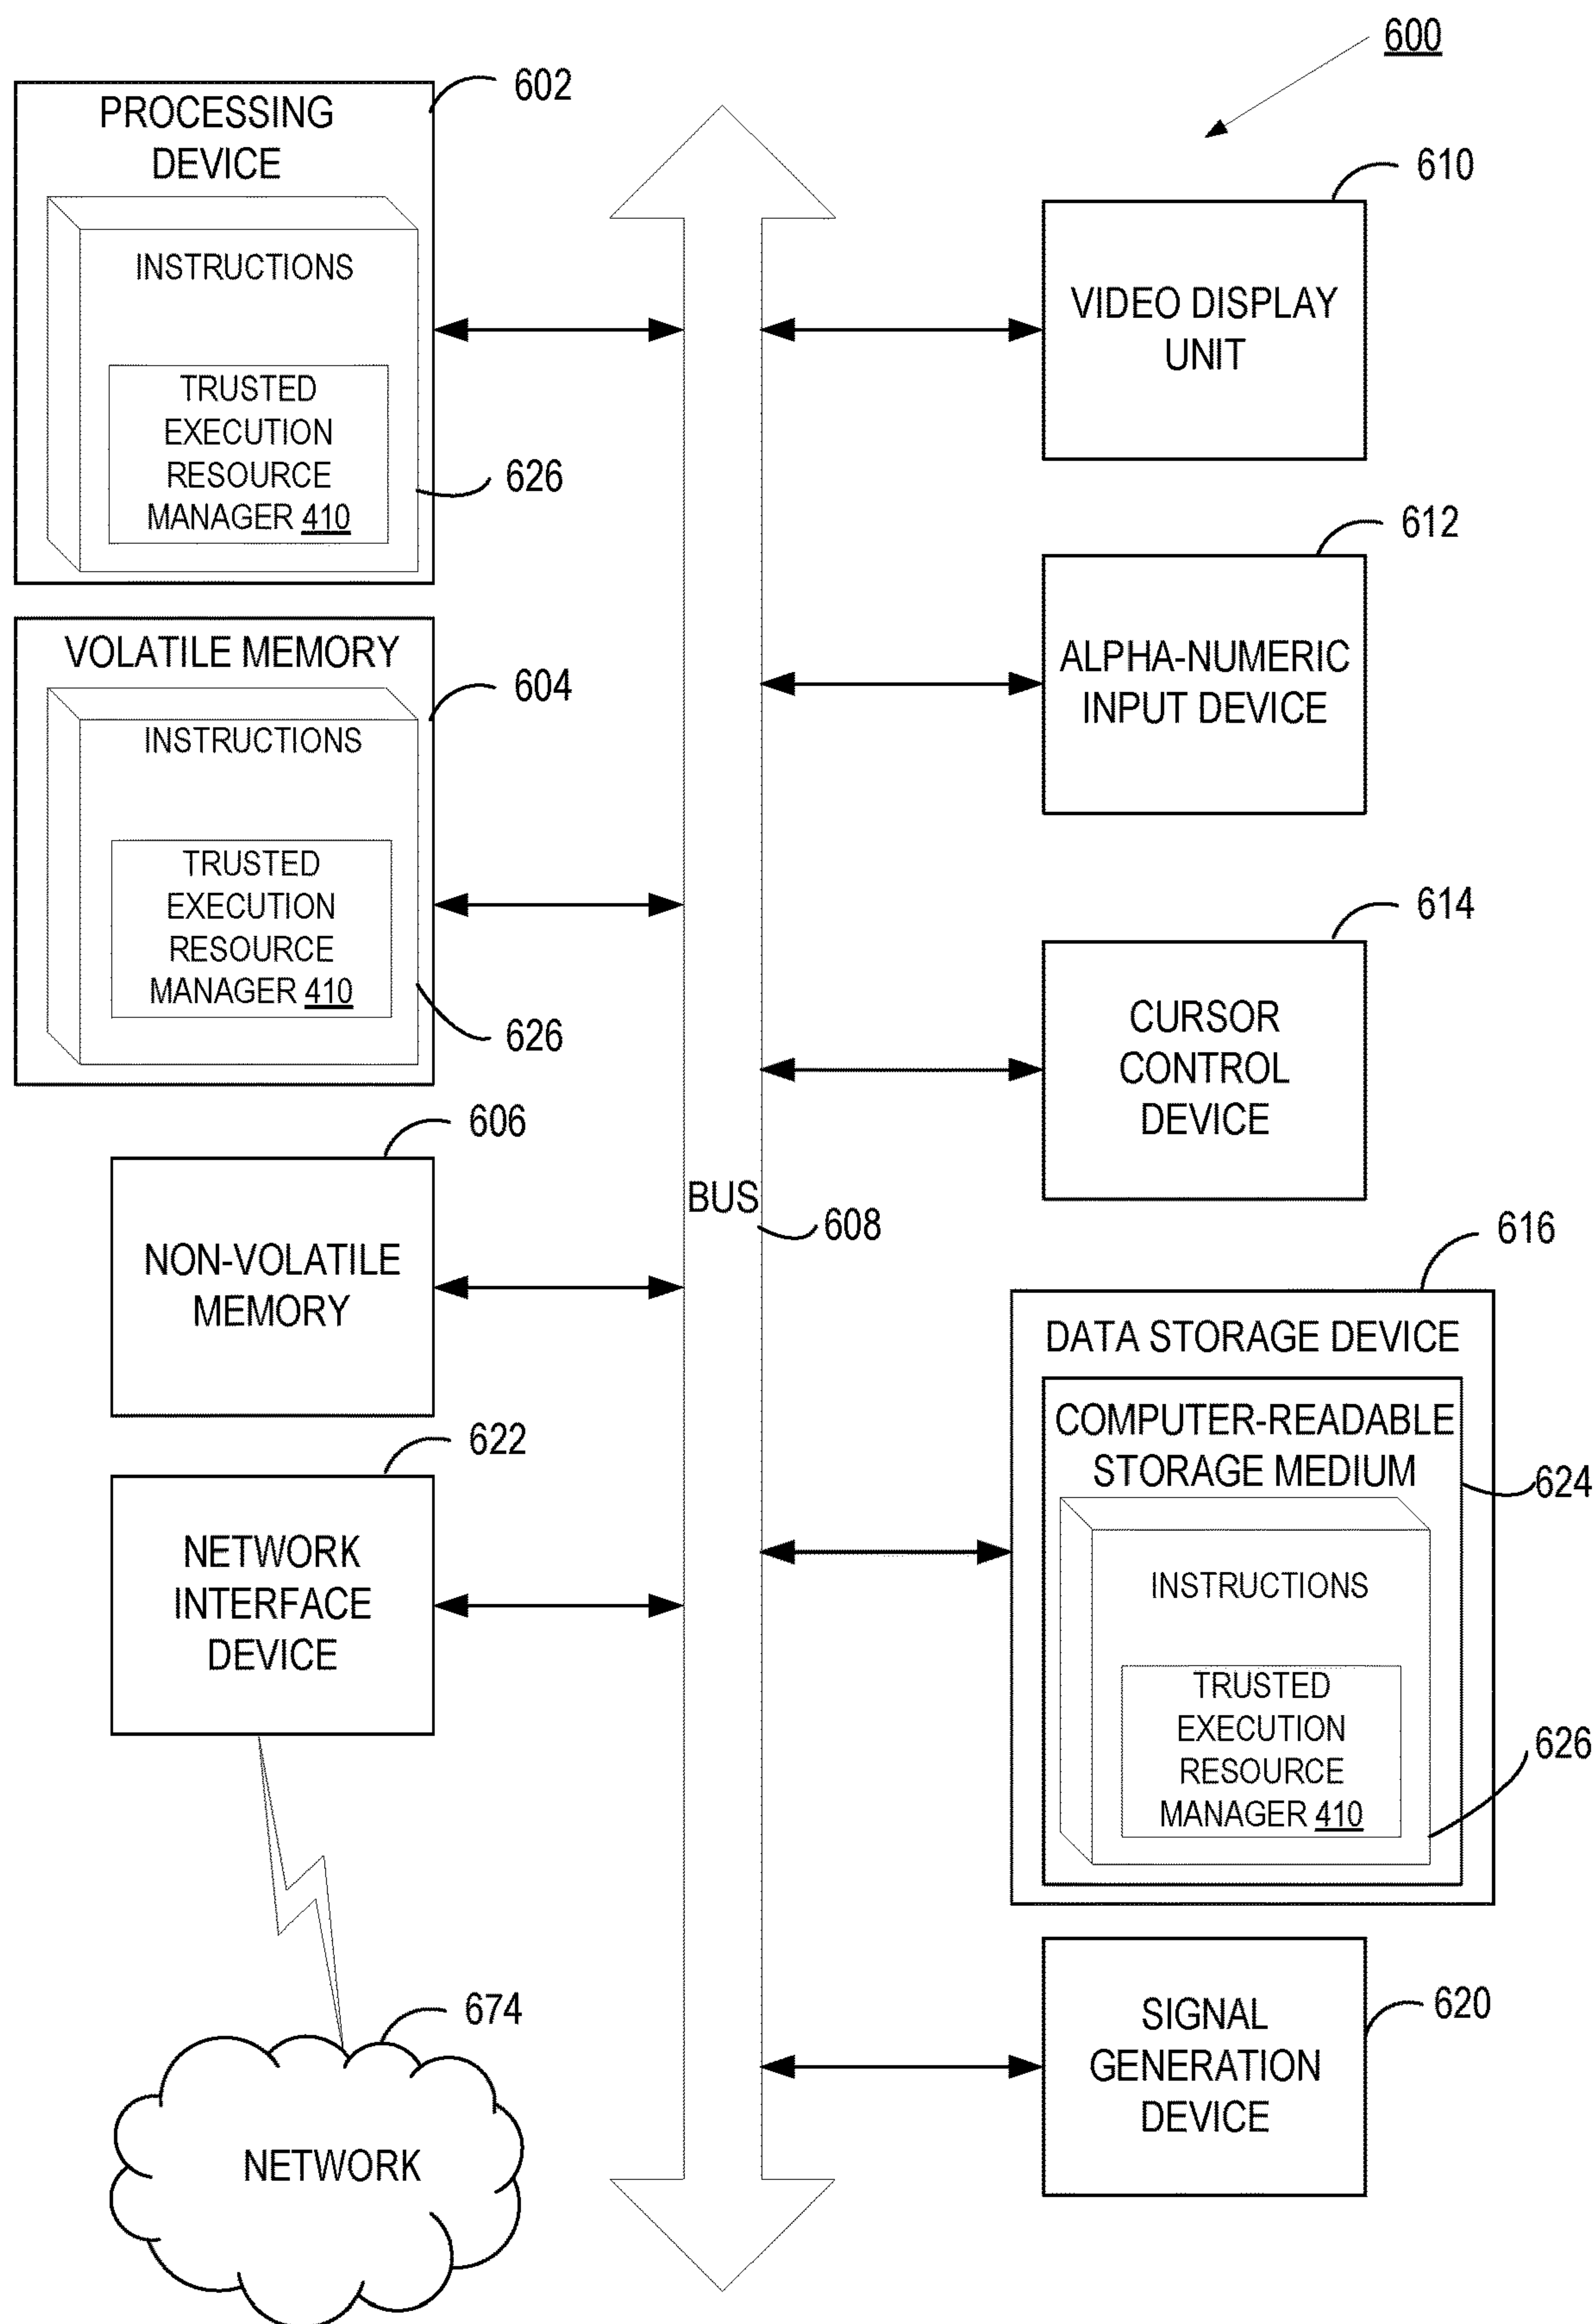 600
602
PROCESSING
DEVICE
INSTRUCTIONS
TRUSTED
EXECUTION
RESOURCE
MANAGER 410
626
VOLATILE MEMORY
604
INSTRUCTIONS
TRUSTED
EXECUTION
RESOURCE
MANAGER 410
626
606
NON-VOLATILE
MEMORY
622
NETWORK
INTERFACE
DEVICE
674
NETWORK
BUS
608
610
VIDEO DISPLAY
UNIT
612
ALPHA-NUMERIC
INPUT DEVICE
614
CURSOR
CONTROL
DEVICE
616
DATA STORAGE DEVICE
COMPUTER-READABLE
STORAGE MEDIUM
624
INSTRUCTIONS
TRUSTED
EXECUTION
RESOURCE
MANAGER 410
626
620
SIGNAL
GENERATION
DEVICE